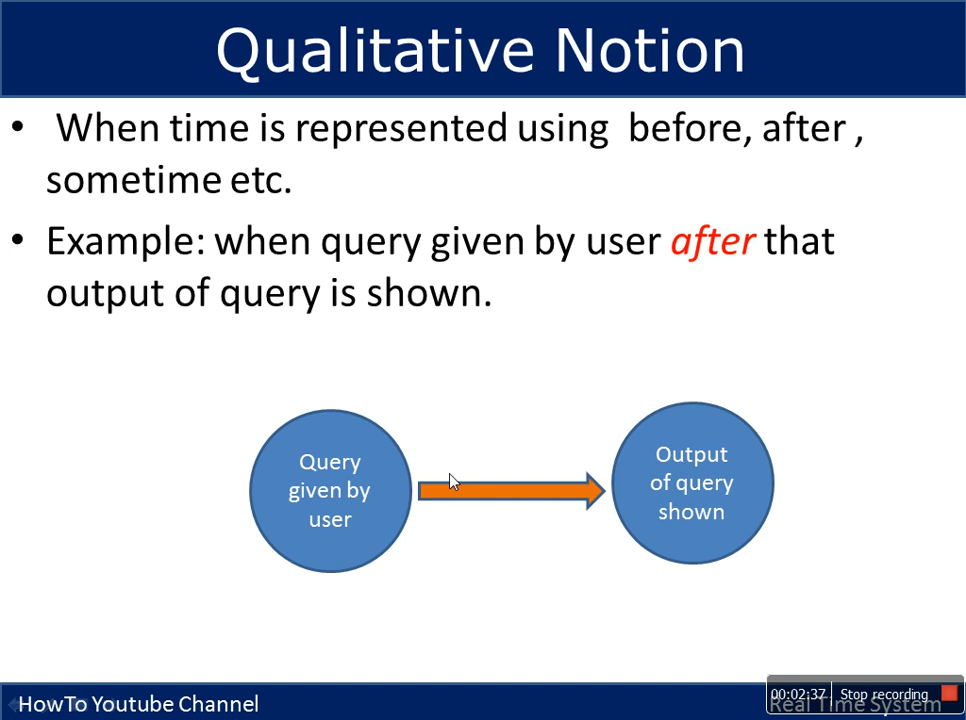 Qualitative Notion
• When time is represented using before, after ,
sometime etc.
• Example: when query given by user after that
output of query is shown.
Query
given by
user
Output
of query
shown
HowTo Youtube Channel
00:02:37 Stop recording
Real Time System